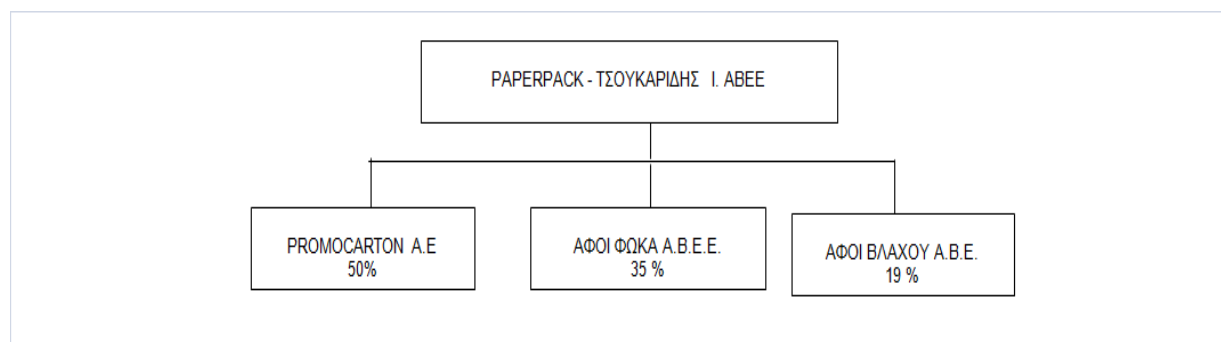 PAPERPACK - ΤΣΟΥΚΑΡΙΔΗΣ Ι. ΑΒΕΕ
PROMOCARTON A.E
50%
ΑΦΟΙ ΦΩΚΑ Α.Β.Ε.Ε.
35 %
ΑΦΟΙ ΒΛΑΧΟΥ Α.Β.Ε.
19 %